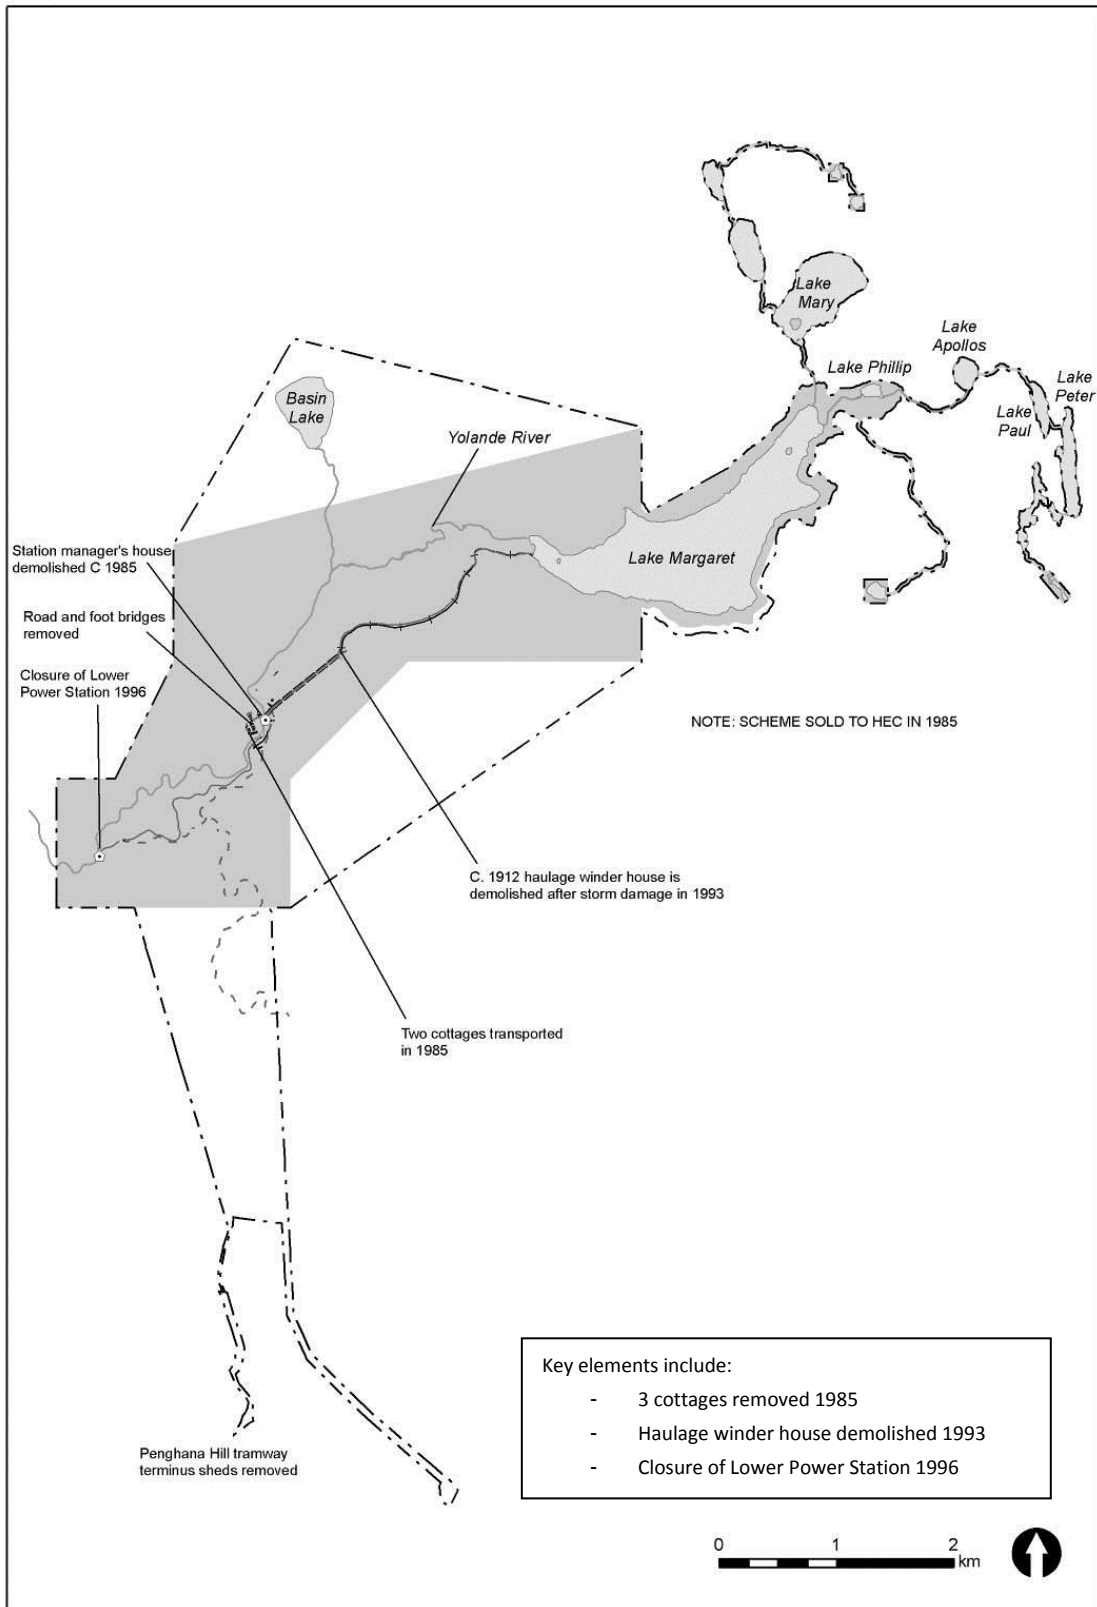 Lake
Mary
Lake
Apollos
Lake Phillip
Lake
Peter
Lake
Paul
Basin
Lake
Yolande River
Station manager's house
demolished C 1985
Lake Margaret
Road and foot bridges
removed
Closure of Lower
Power Station 1996
NOTE: SCHEME SOLD TO HEC IN 1985
C. 1912 haulage winder house is
demolished after storm damage in 1993
Two cottages transported
in 1985
Penghana Hill tramway
terminus sheds removed
Key elements include:
- 3 cottages removed 1985
- Haulage winder house demolished 1993
- Closure of Lower Power Station 1996
0 1 2
km